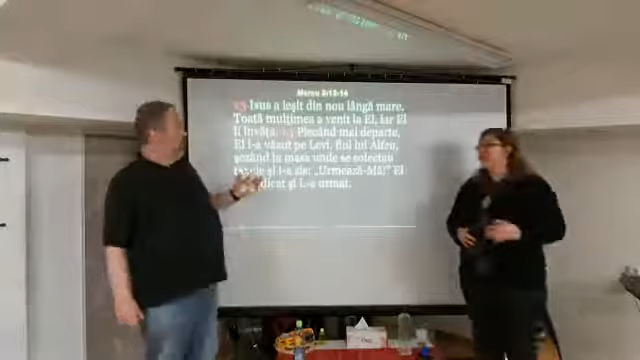 Marcu 2:13-14
13 Isus a ieşit din nou lângă mare.
Toată mulţimea a venit la El, iar El
îi învăţa. 14 Plecând mai departe,
El l-a văzut pe Levi, fiul lui Alfeu,
şezând la masa unde se colectau
şi i-a zis: „Urmează-Mă!” El
şi L-a urmat.